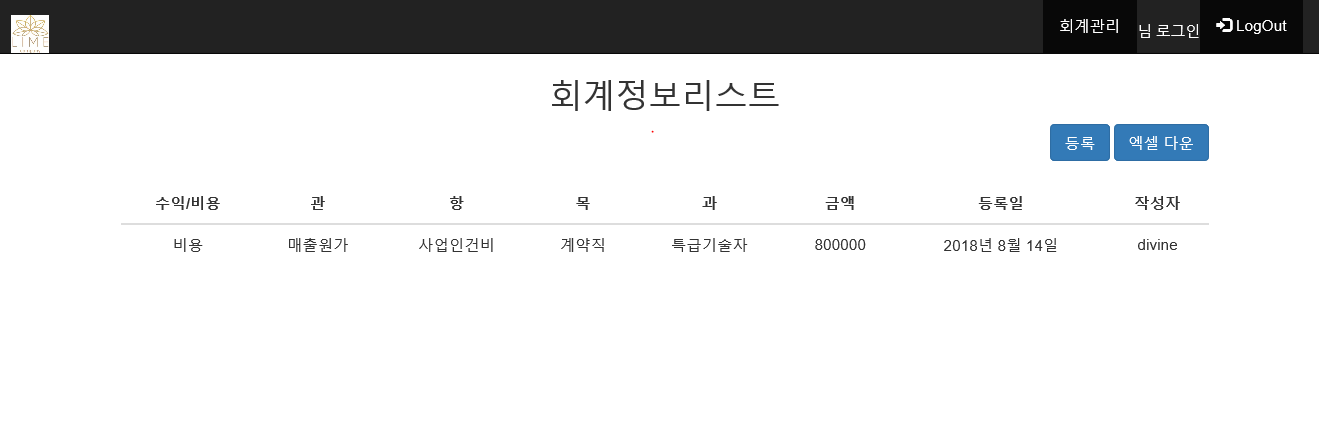 LIME
회계관리 님 로그인 LogOut
회계정보리스트
등록 엑셀 다운
수익/비용 관 항 목 과 금액 등록일 작성자
비용 매출원가 사업인건비 계약직 특급기술자 800000 2018년 8월 14일 divine